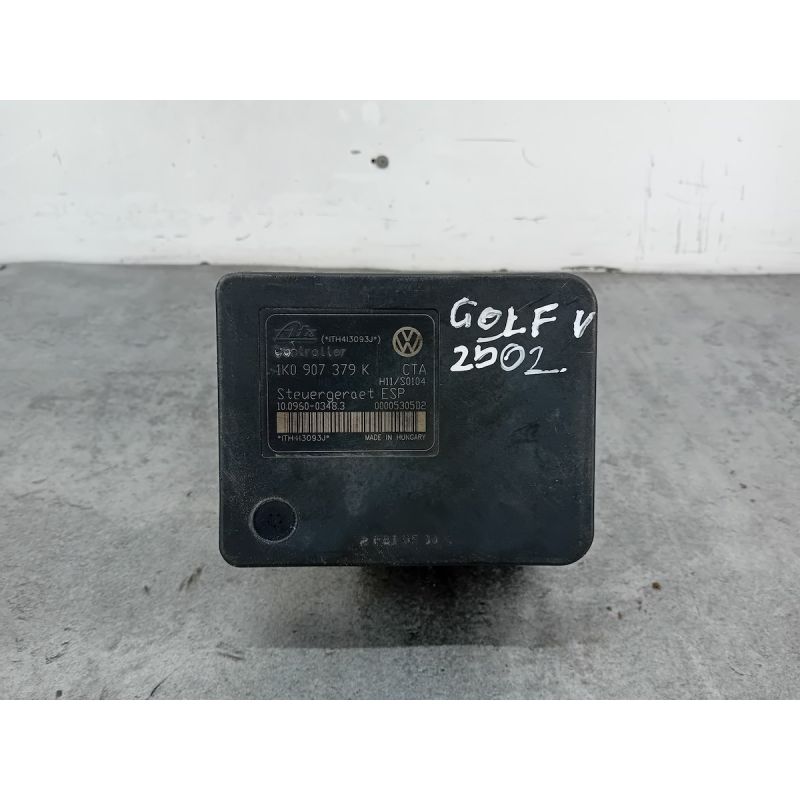 Ate (*1TH413093J*)
Controller
1K0 907 379 K CTA
H11/S0104
Steuergeraet ESP
10.0960-0348.3 0000530502
*1TH413093J* MADE IN HUNGARY
GOLF V
2502